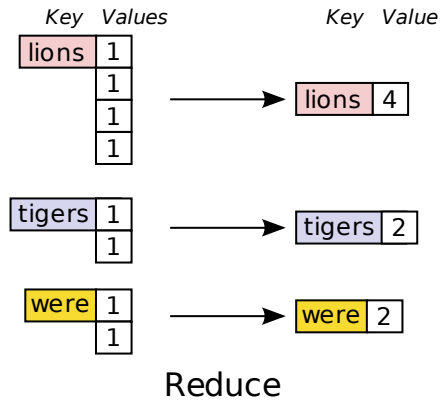 Key Values Key Value
lions 1
1
1
1
lions 4
tigers 1
1
tigers 2
were 1
1
were 2
Reduce